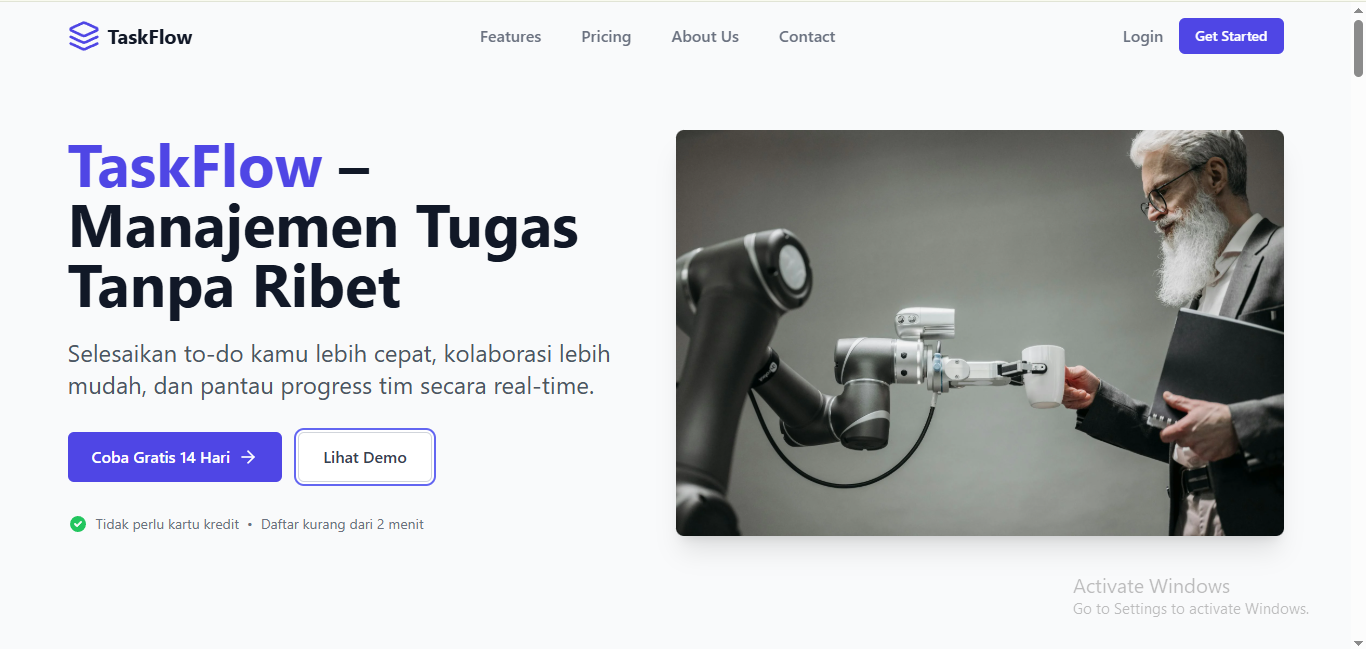 TaskFlow
Features
Pricing
About Us
Contact
Login
Get Started
TaskFlow –
Manajemen Tugas
Tanpa Ribet
Selesaikan to-do kamu lebih cepat, kolaborasi lebih
mudah, dan pantau progress tim secara real-time.
Coba Gratis 14 Hari →
Lihat Demo
Tidak perlu kartu kredit • Daftar kurang dari 2 menit
Activate Windows
Go to Settings to activate Windows.